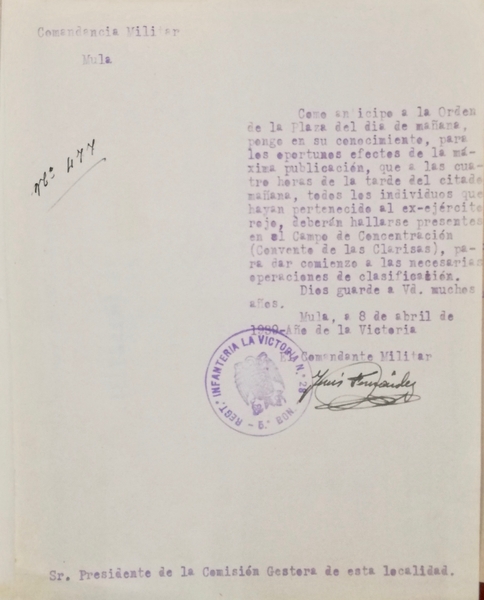 Comandancia Militar
Mula
Nº 477
Como anticipo a la Orden
de la Plaza del dia de mañana,
pongo en su conocimiento, para
los oportunos efectos de la má-
xima publicación, que a las cua-
tro horas de la tarde del citado
mañana, todos los individuos que
hayan pertenecido al ex-ejército
rojo, deberán hallarse presentes
en el Campo de Concentración
(Convento de las Clarisas), pa-
ra dar comienzo a las necesarias
operaciones de clasificación.
Dios guarde a Vd. muchos
años.
Mula, a 8 de abril de
1939-Año de la Victoria
El Comandante Militar
REGT.º INFANTERIA LA VICTORIA N.º 28
Fernández
Sr. Presidente de la Comisión Gestora de esta localidad.